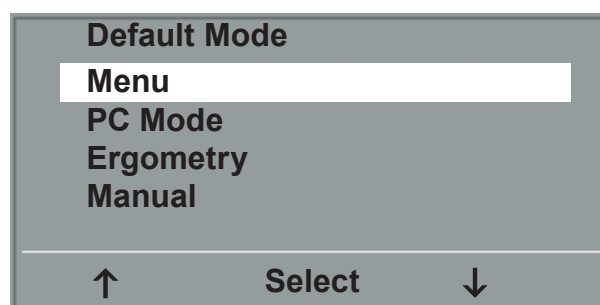 Default Mode
Menu
PC Mode
Ergometry
Manual
↑ Select ↓